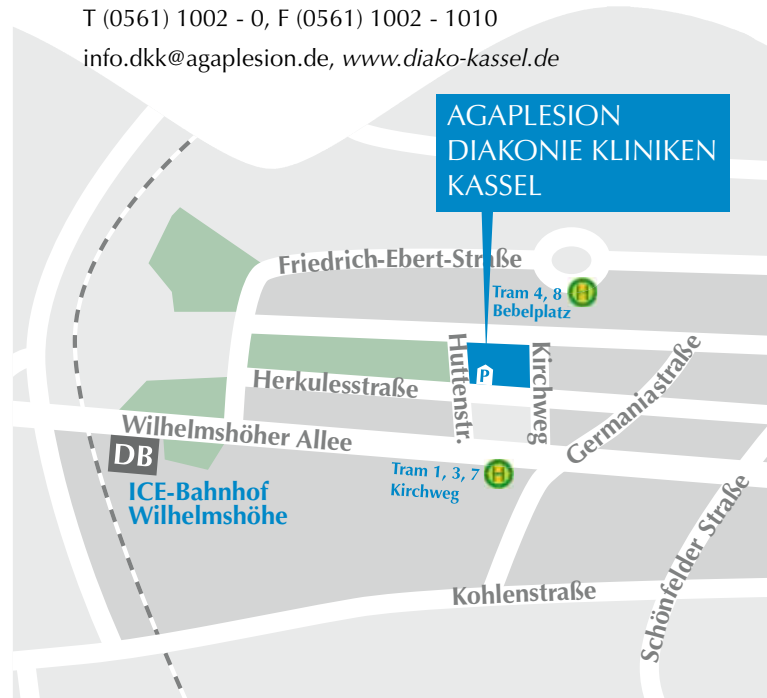 T (0561) 1002 - 0, F (0561) 1002 - 1010
info.dkk@agaplesion.de, www.diako-kassel.de
AGAPLESION
DIAKONIE KLINIKEN
KASSEL
Friedrich-Ebert-Straße
Tram 4, 8 H
Bebelplatz
Huttenstr.
Kirchweg
P
Germaniastraße
Herkulesstraße
Wilhelmshöher Allee
DB
ICE-Bahnhof
Wilhelmshöhe
Tram 1, 3, 7 H
Kirchweg
Schönfelder Straße
Kohlenstraße